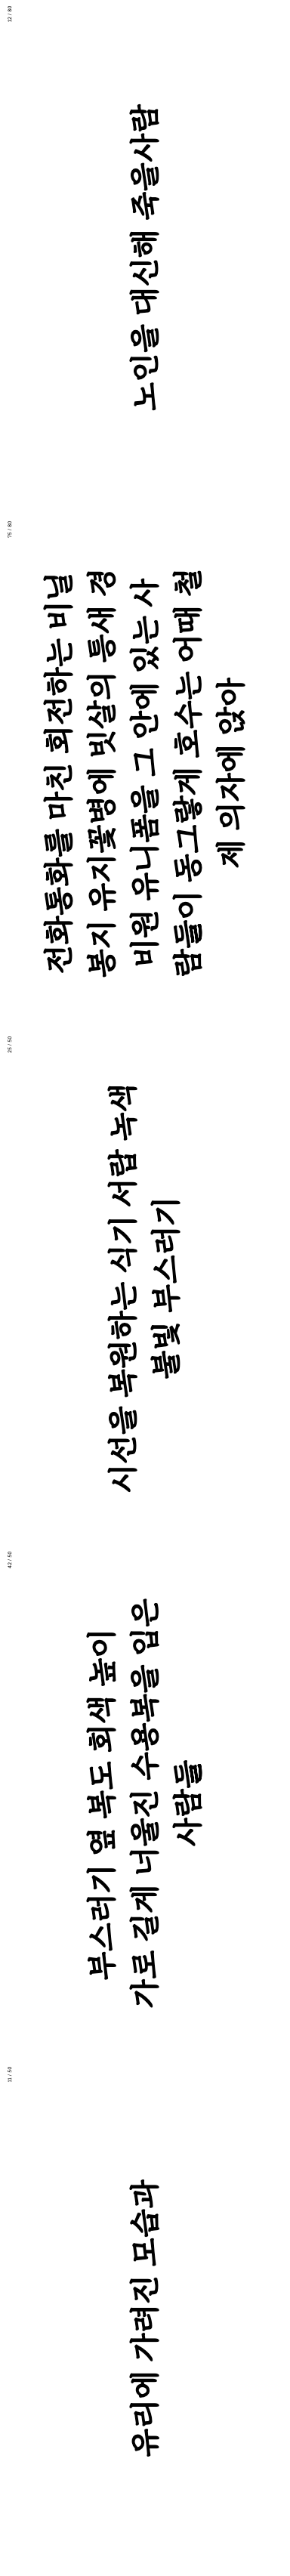 11 / 50
유리에 가려진 모습과
42 / 50
부스러기 옆 복도 회색 높이
가로 길게 너울진 수용복을 입은
사람들
25 / 50
시선을 복원하는 식기 서랍 녹색
불빛 부스러기
75 / 80
전화통화를 마친 회전하는 비닐
봉지 유지꽃병에 빗살의 틈새 경
비원 유니폼을 그 안에 있는 사
람들이 동그랗게 호수는 어때 철
제 의자에 앉아
12 / 80
노인을 대신해 죽을사람